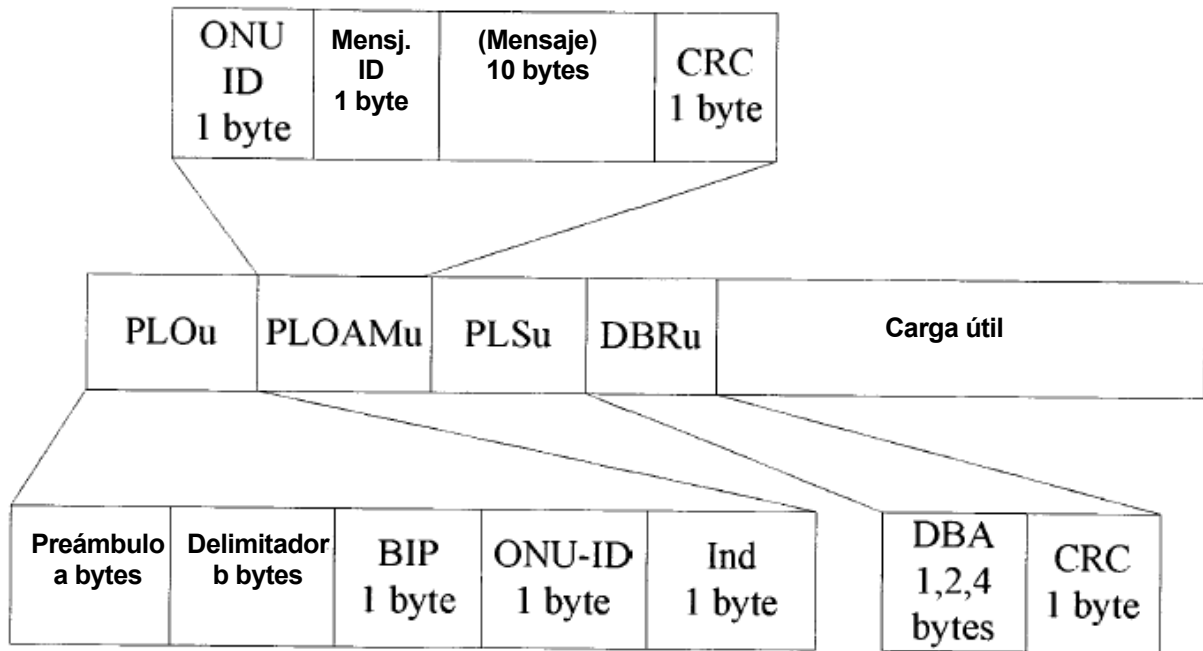 ONU
ID
1 byte
Mensj.
ID
1 byte
(Mensaje)
10 bytes
CRC
1 byte
PLOu
PLOAMu
PLSu
DBRu
Carga útil
Preámbulo
a bytes
Delimitador
b bytes
BIP
1 byte
ONU-ID
1 byte
Ind
1 byte
DBA
1,2,4
bytes
CRC
1 byte